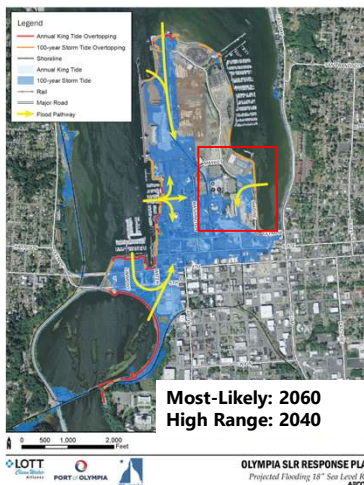 Legend
Annual King Tide Overtopping
100-year Storm Tide Overtopping
Shoreline
Annual King Tide
100-year Storm Tide
Rail
Major Road
Flood Pathway
Most-Likely: 2060
High Range: 2040
N
0 500 1,000 2,000
Feet
LOTT
Clean Water
Alliance
PORT of OLYMPIA
OLYMPIA SLR RESPONSE PLA
Projected Flooding 18" Sea Level R